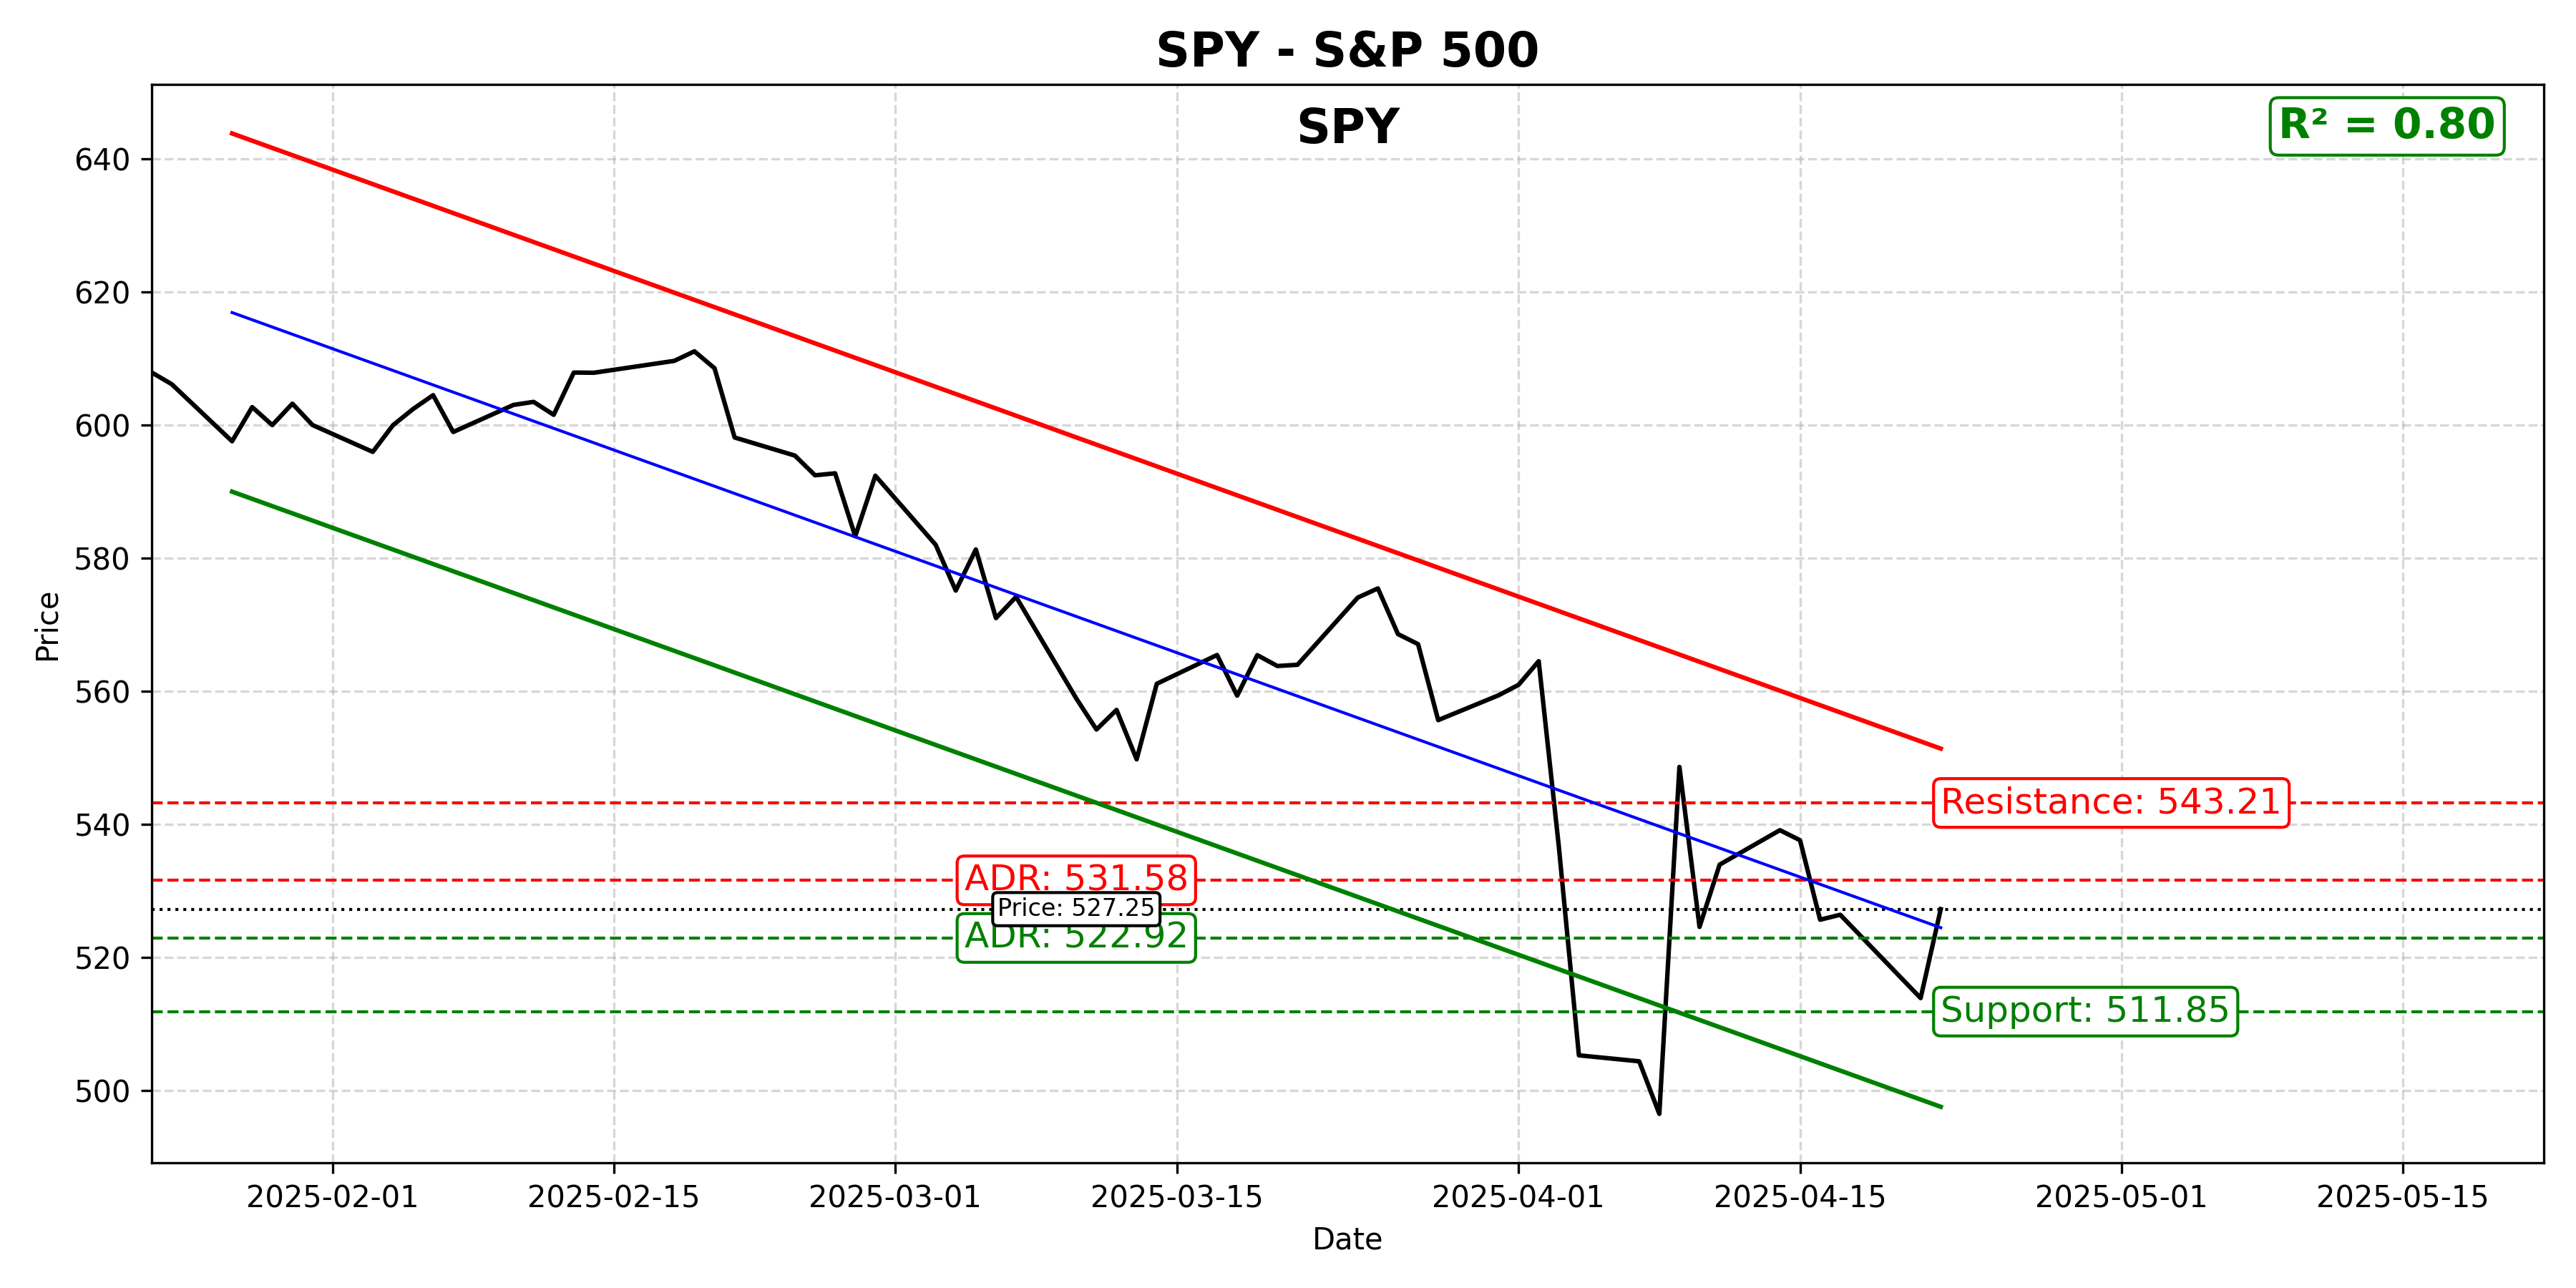 SPY - S&P 500
SPY
R² = 0.80
640
620
600
580
560
540
520
500
Price
Resistance: 543.21
ADR: 531.58
Price: 527.25
ADR: 522.92
Support: 511.85
2025-02-01
2025-02-15
2025-03-01
2025-03-15
2025-04-01
2025-04-15
2025-05-01
2025-05-15
Date